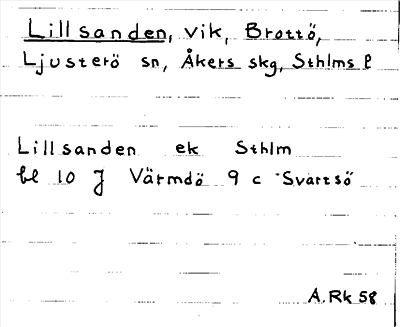 Lillsanden, vik, Brottö,
Ljusterö sn, Åkers skg, Sthlms l
Lillsanden ek Sthlm
bl 10 J Värmdö 9 c Svartsö
A.Rk 58